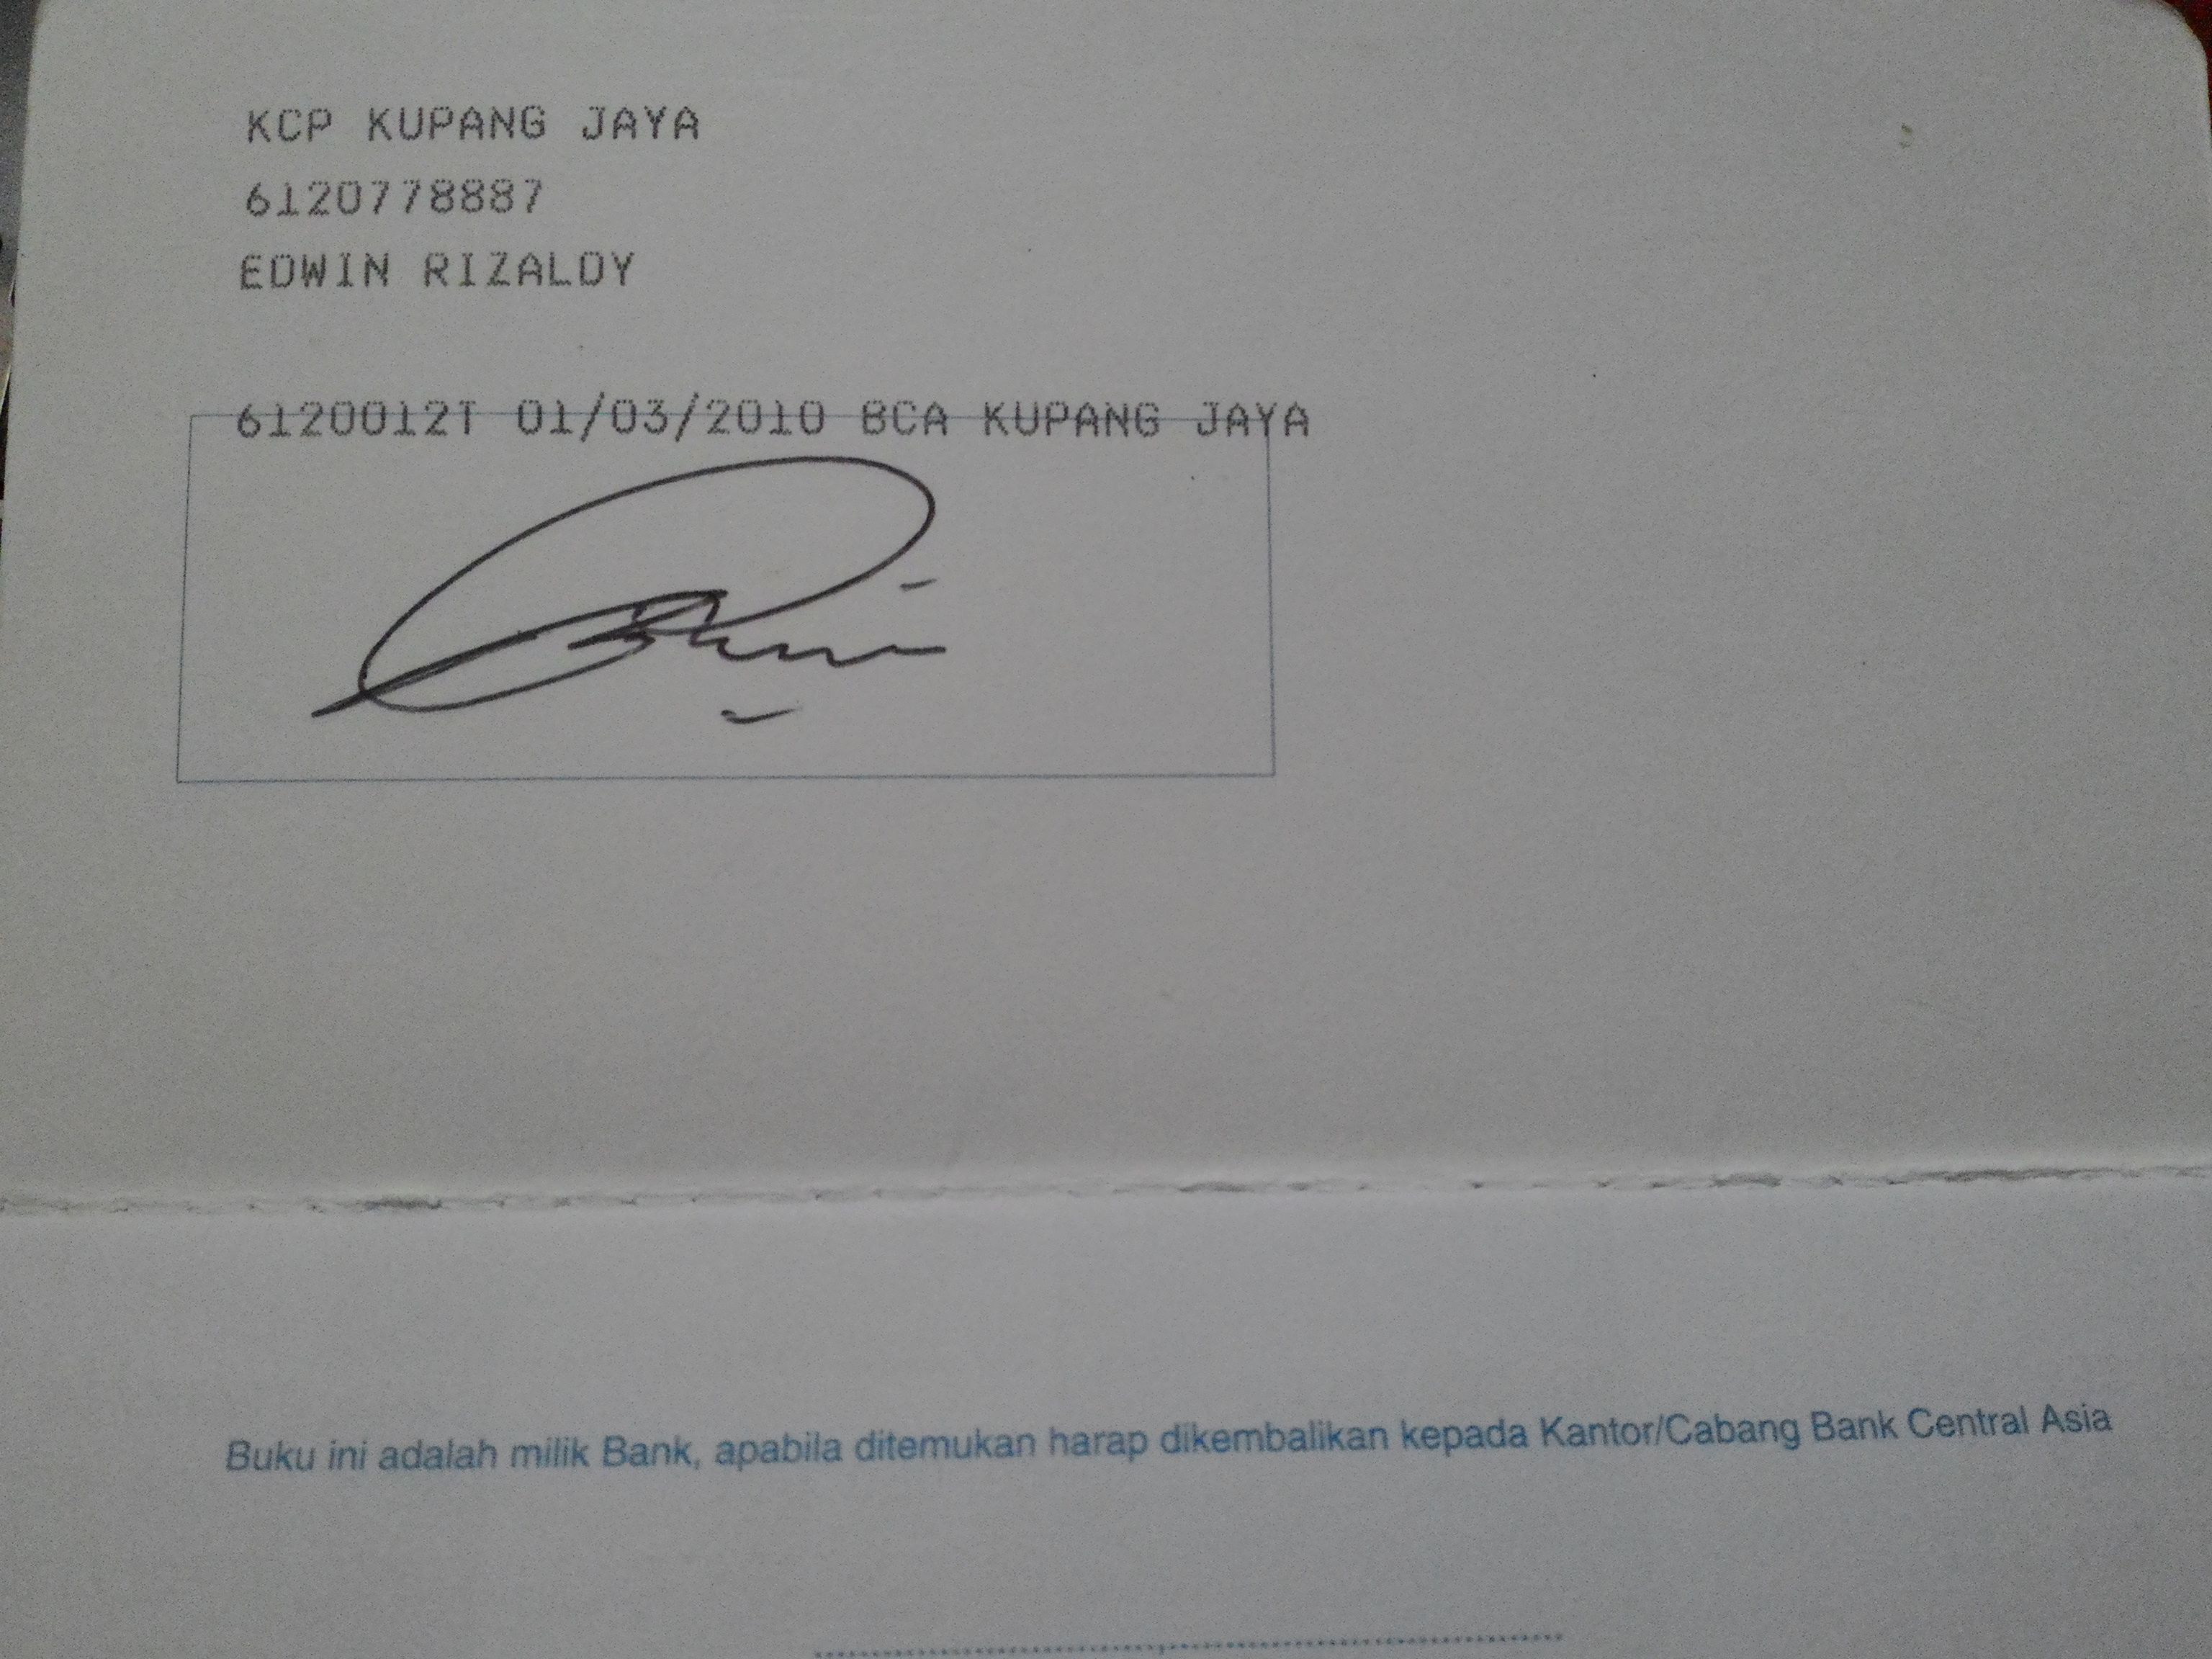 KCP KUPANG JAYA
6120778887
EDWIN RIZALDY
6120012T 01/03/2010 BCA KUPANG JAYA
Buku ini adalah milik Bank, apabila ditemukan harap dikembalikan kepada Kantor/Cabang Bank Central Asia